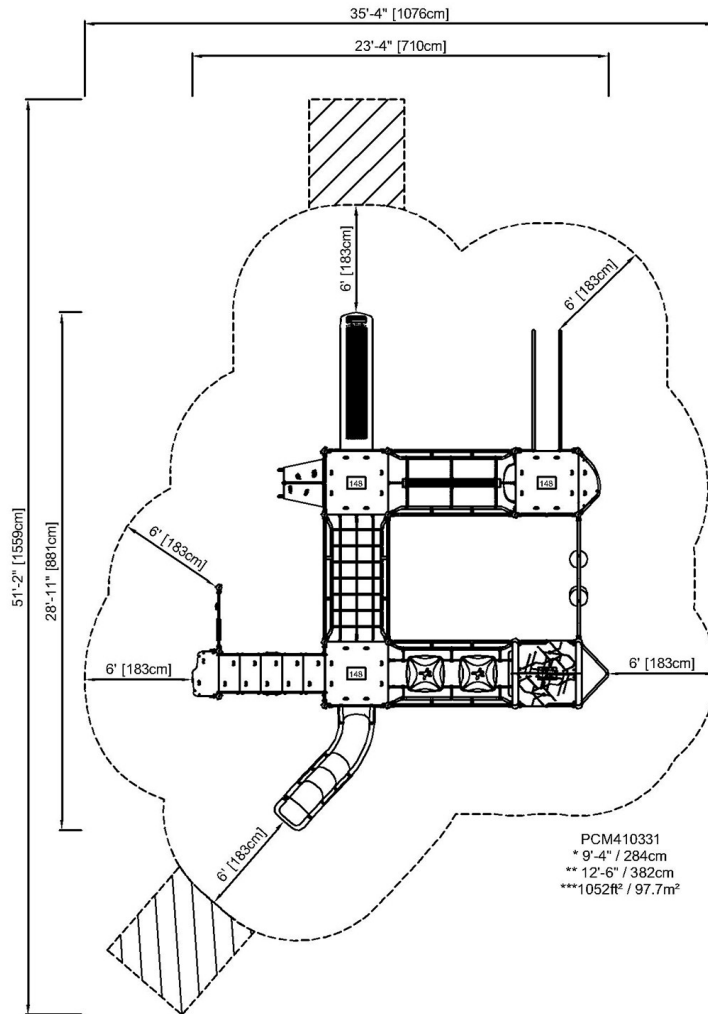 35'-4" [1076cm]
23'-4" [710cm]
6' [183cm]
6' [183cm]
51'-2" [1559cm]
28'-11" [881cm]
148
148
6' [183cm]
6' [183cm]
148
6' [183cm]
6' [183cm]
PCM410331
* 9'-4" / 284cm
** 12'-6" / 382cm
***1052ft² / 97.7m²